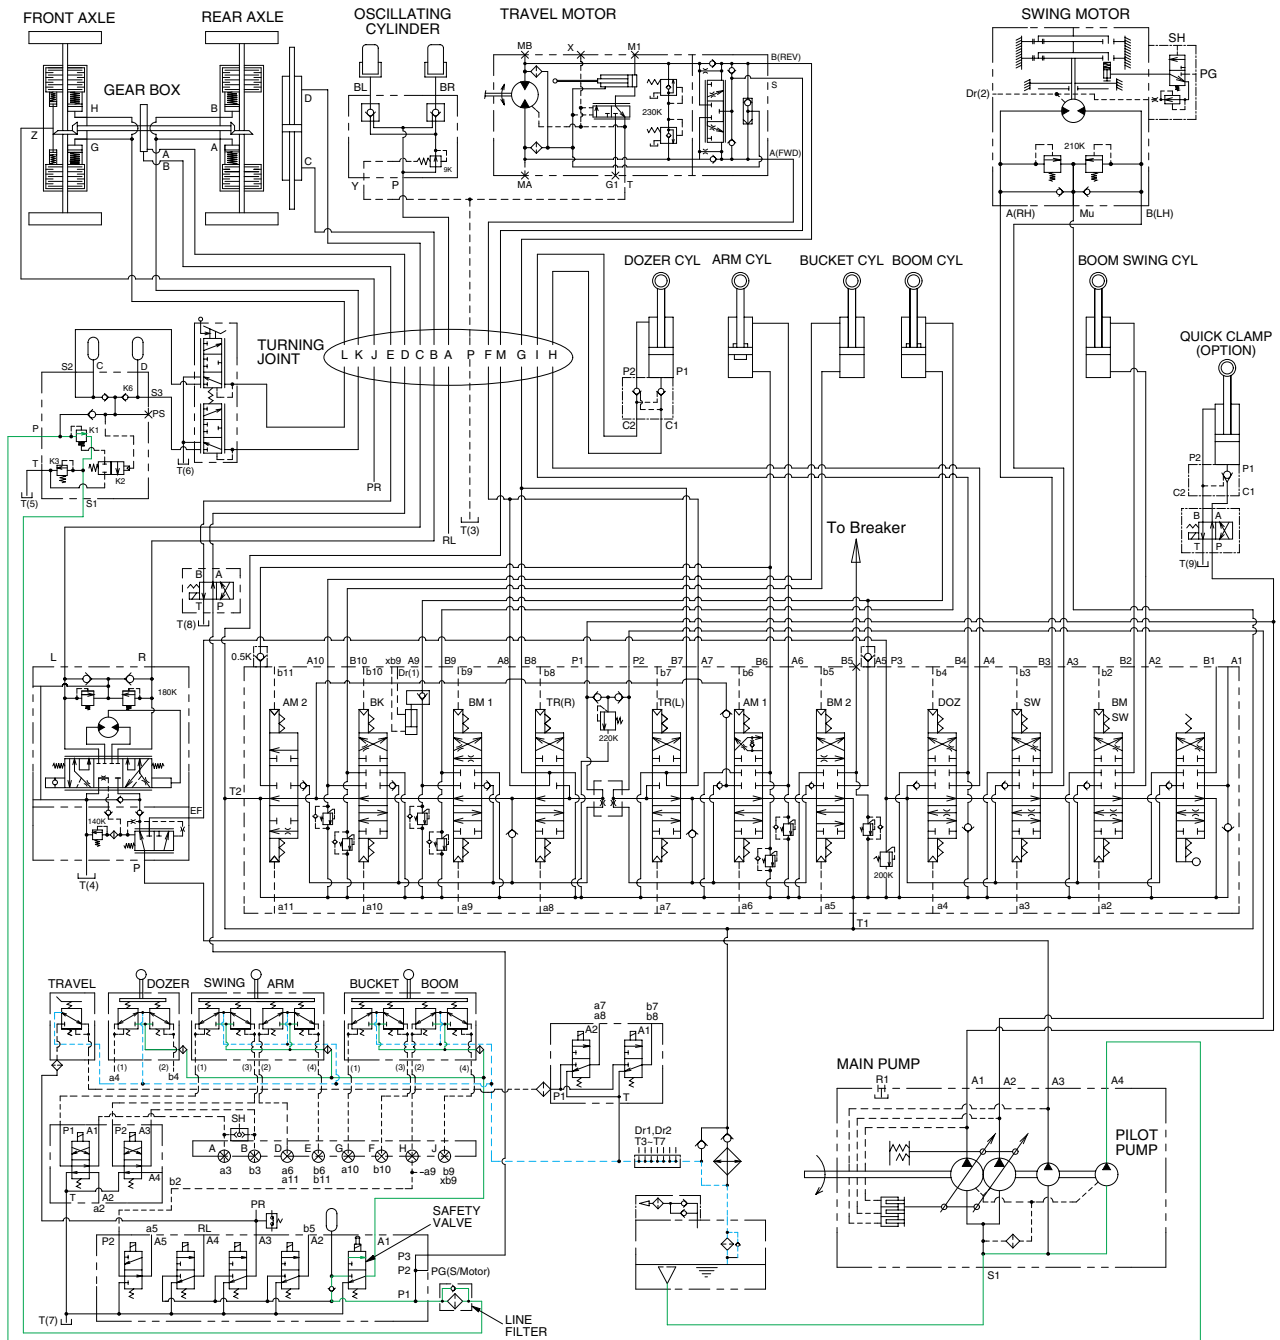 FRONT AXLE
REAR AXLE
OSCILLATING
CYLINDER
TRAVEL MOTOR
SWING MOTOR
GEAR BOX
H
G
Z
A
B
B
A
D
C
BL
BR
9K
Y
P
MB
X
M1
B(REV)
S
230K
A(FWD)
MA
G1
T
SH
PG
Dr(2)
210K
A(RH)
Mu
B(LH)
DOZER CYL
ARM CYL
BUCKET CYL
BOOM CYL
BOOM SWING CYL
QUICK CLAMP
(OPTION)
TURNING
JOINT
L K J E D C B A P F M G I H
S2
C
D
K6
S3
PS
P
K1
K3
T
K2
T(5)
S1
T(6)
PR
RL
T(3)
P2
P1
C2
C1
P2
P1
C2
C1
B A
T P
T(9)
To Breaker
B A
T P
T(8)
L
R
180K
EF
140K
P
T(4)
0.5K
b11
A10
B10
xb9
b10
A9
Dr(1)
B9
b9
A8
B8
b8
P1
P2
B7
b7
A7
B6
b6
A6
B5
b5
A5
P3
B4
b4
A4
B3
b3
A3
B2
b2
A2
B1
A1
AM 2
BK
BM 1
TR(R)
220K
TR(L)
AM 1
BM 2
DOZ
SW
BM
SW
T2
200K
a11
a10
a9
a8
a7
a6
a5
a4
a3
a2
T1
TRAVEL
DOZER
SWING
ARM
BUCKET
BOOM
(1)
(2)
(1)
(3)
(2)
(4)
(1)
(3)
(2)
(4)
a4
b4
a7
a8
b7
b8
A2
A1
P1
T
SH
P1
A1
P2
A3
A4
T
A2
a2
A
B
D
E
G
F
H
J
a3
b3
a6
a11
b6
b11
a10
b10
a9
b9
xb9
b2
Dr1,Dr2
T3-T7
PR
SAFETY
VALVE
a5
RL
b5
P2
A5
A4
A3
A2
A1
P3
P2
P1
PG(S/Motor)
T(7)
LINE
FILTER
MAIN PUMP
R1
A1
A2
A3
A4
PILOT
PUMP
S1